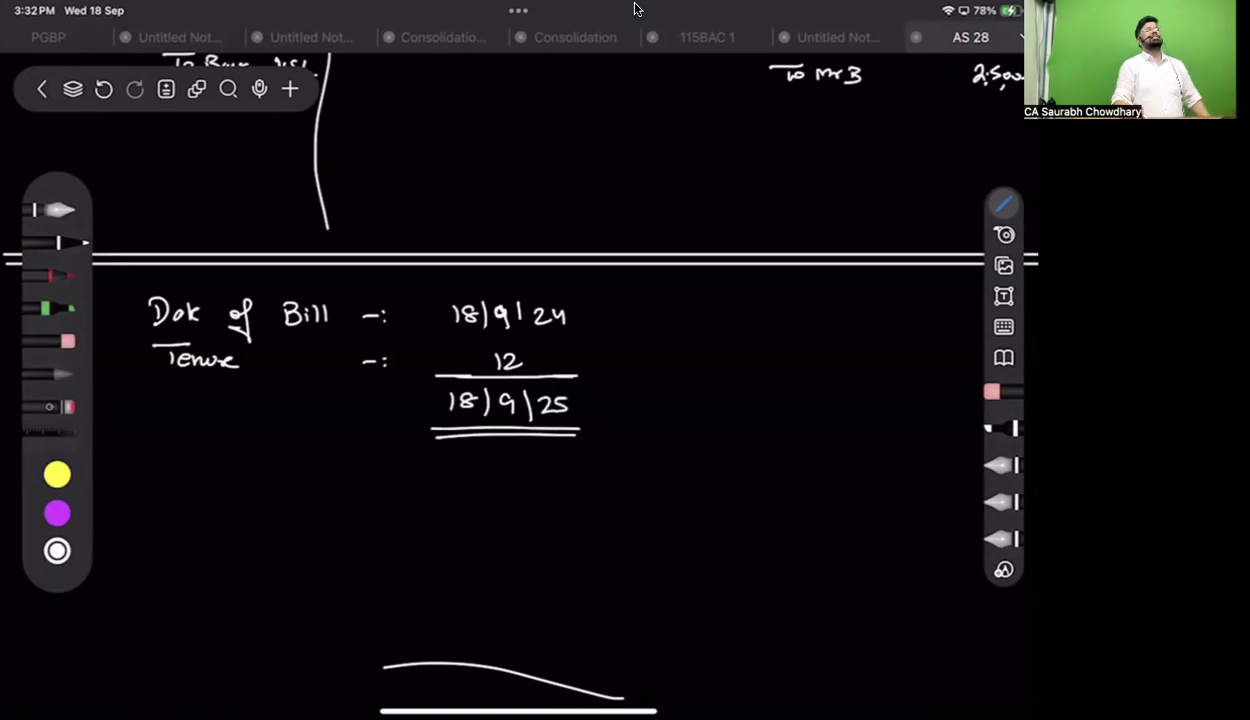 3:32 PM Wed 18 Sep
78%
PGBP
Untitled Not...
Untitled Not...
Consolidatio...
Consolidation
115BAC 1
Untitled Not...
AS 28
To Mr B
CA Saurabh Chowdhary
Date of Bill -: 18/9/24
Tenure -: 12
18/9/25